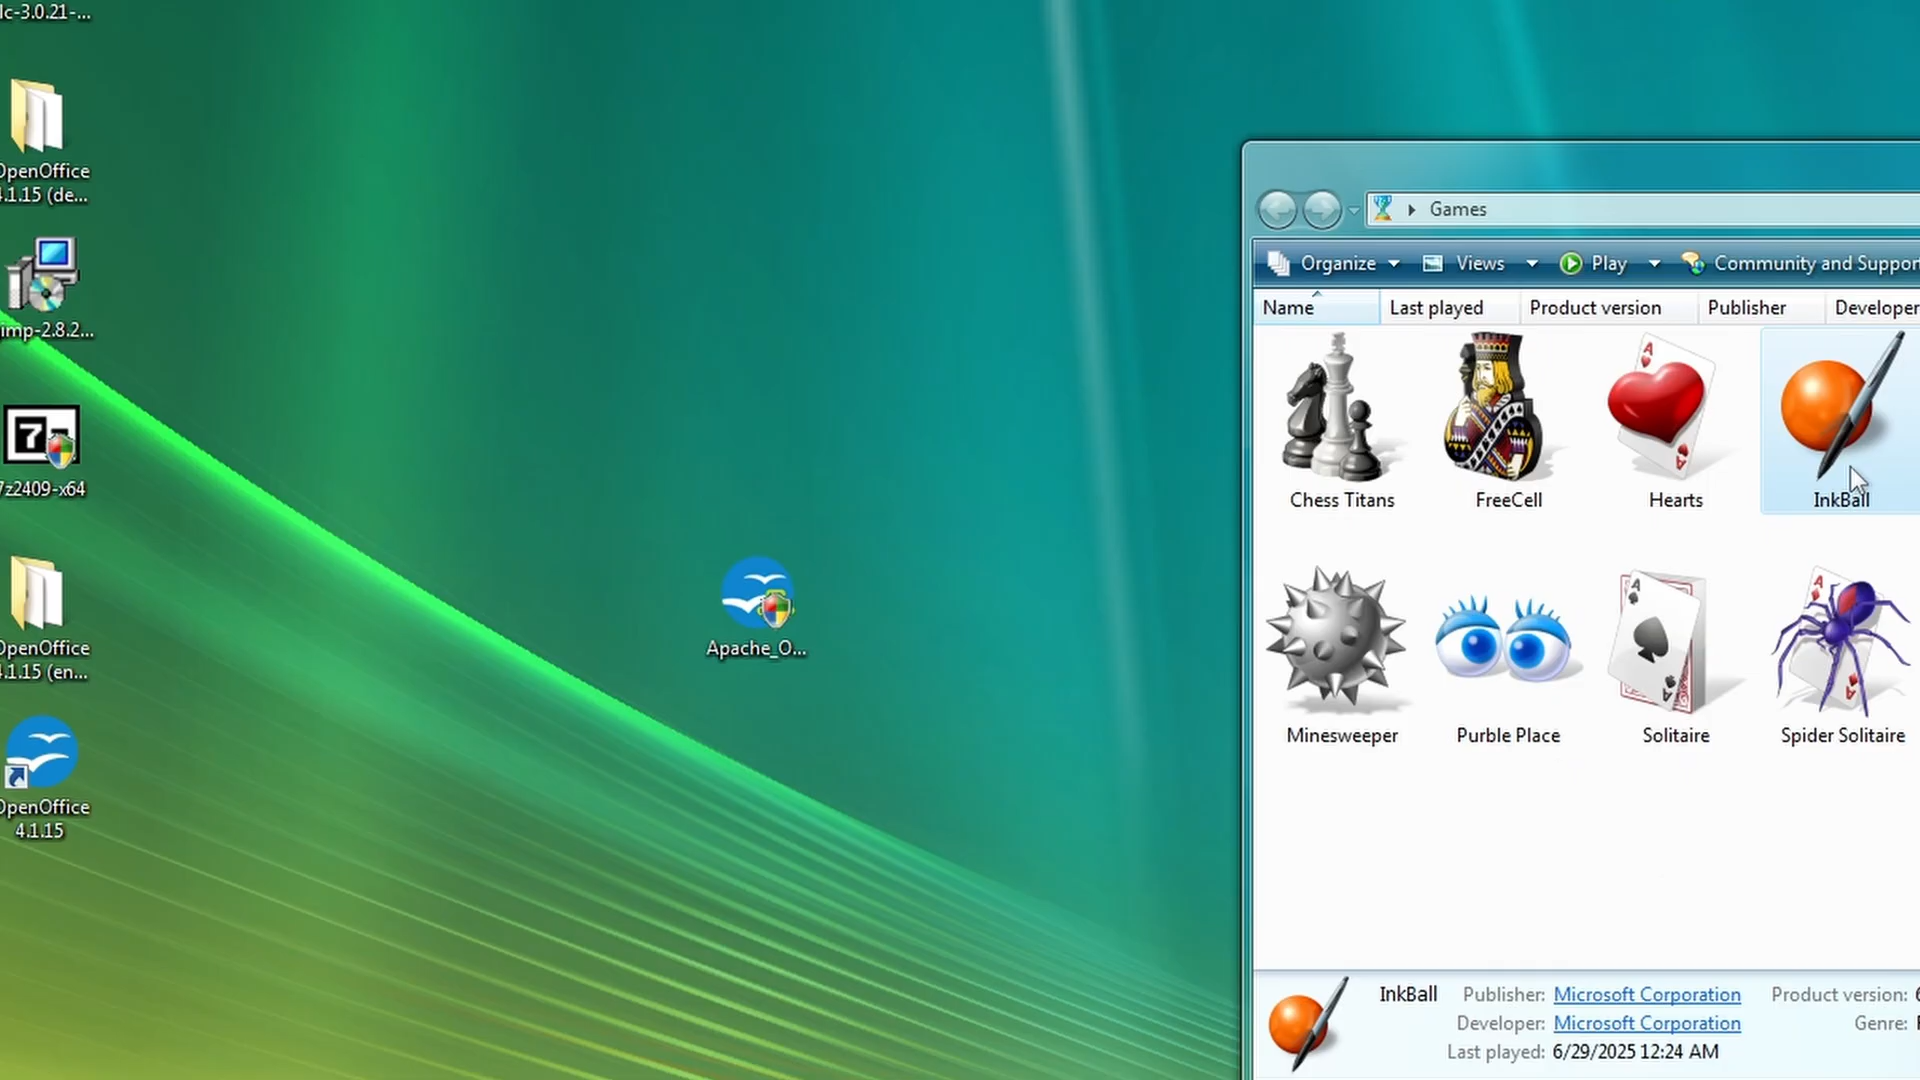 lc-3.0.21-...
OpenOffice
4.1.15 (de...
imp-2.8.2...
7z2409-x64
OpenOffice
4.1.15 (en...
OpenOffice
4.1.15
Apache_O...
Games
Organize Views Play Community and Support
Name Last played Product version Publisher Developer
Chess Titans FreeCell Hearts InkBall
Minesweeper Purble Place Solitaire Spider Solitaire
InkBall Publisher: Microsoft Corporation Product version: 6
Developer: Microsoft Corporation Genre:
Last played: 6/29/2025 12:24 AM